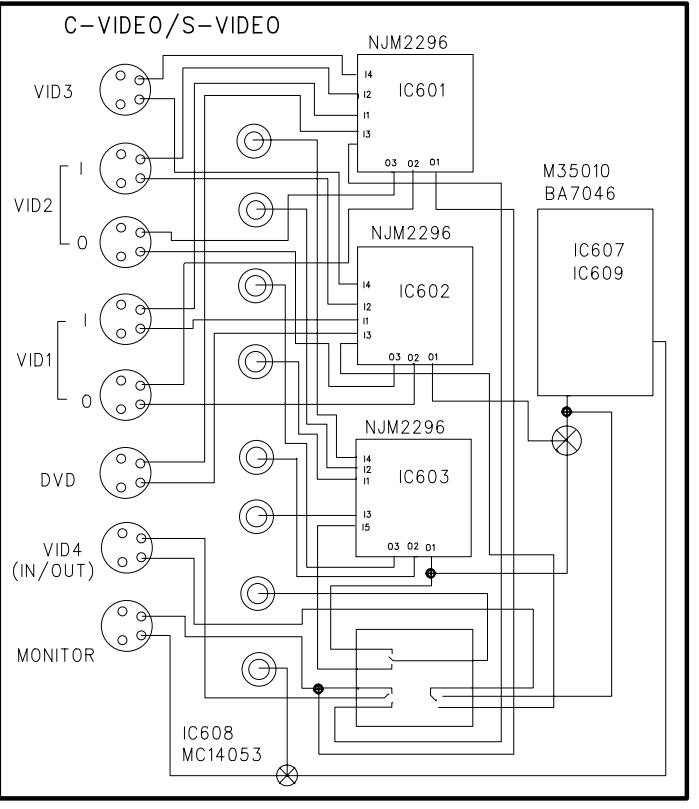 C-VIDEO/S-VIDEO
NJM2296
I4
I2
I1
I3
IC601
O3 O2 O1
VID3
I
VID2
O
M35010
BA7046
IC607
IC609
NJM2296
I4
I2
I1
I3
IC602
O3 O2 O1
I
VID1
O
NJM2296
I4
I2
I1
I3
I5
IC603
O3 O2 O1
DVD
VID4
(IN/OUT)
MONITOR
IC608
MC14053